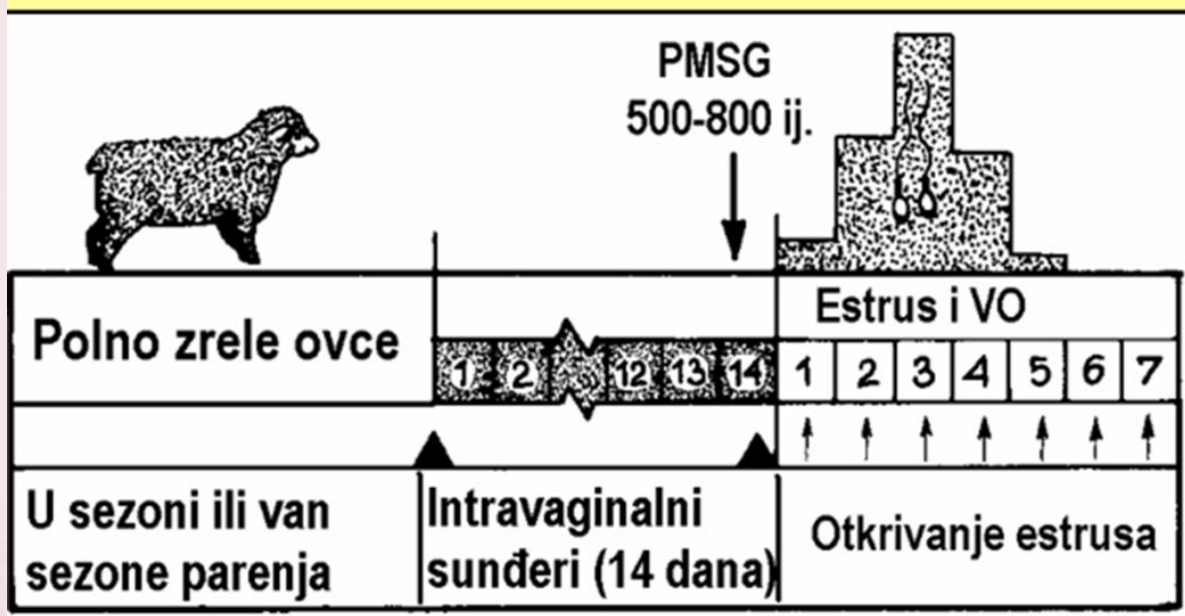 PMSG
500-800 ij.
Polno zrele ovce
Estrus i VO
1 2 12 13 14 1 2 3 4 5 6 7
U sezoni ili van
sezone parenja
Intravaginalni
sunđeri (14 dana)
Otkrivanje estrusa